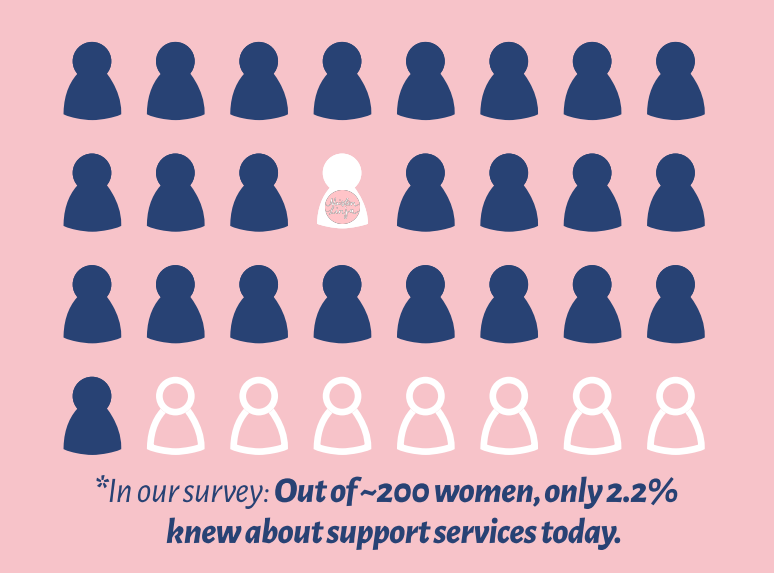 *In our survey: Out of ~200 women, only 2.2%
knew about support services today.